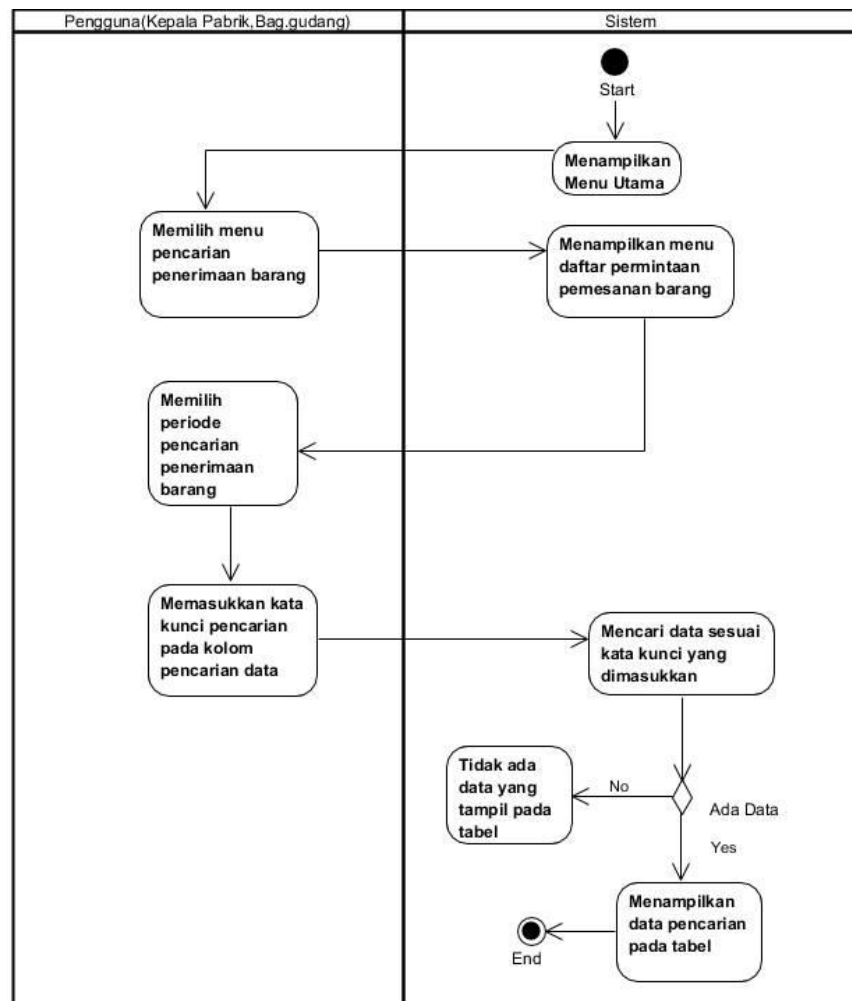 Pengguna(Kepala Pabrik,Bag.gudang)
Sistem
Start
Menampilkan
Menu Utama
Memilih menu
pencarian
penerimaan barang
Menampilkan menu
daftar permintaan
pemesanan barang
Memilih
periode
pencarian
penerimaan
barang
Memasukkan kata
kunci pencarian
pada kolom
pencarian data
Mencari data sesuai
kata kunci yang
dimasukkan
Tidak ada
data yang
tampil pada
tabel
No
Ada Data
Yes
Menampilkan
data pencarian
pada tabel
End